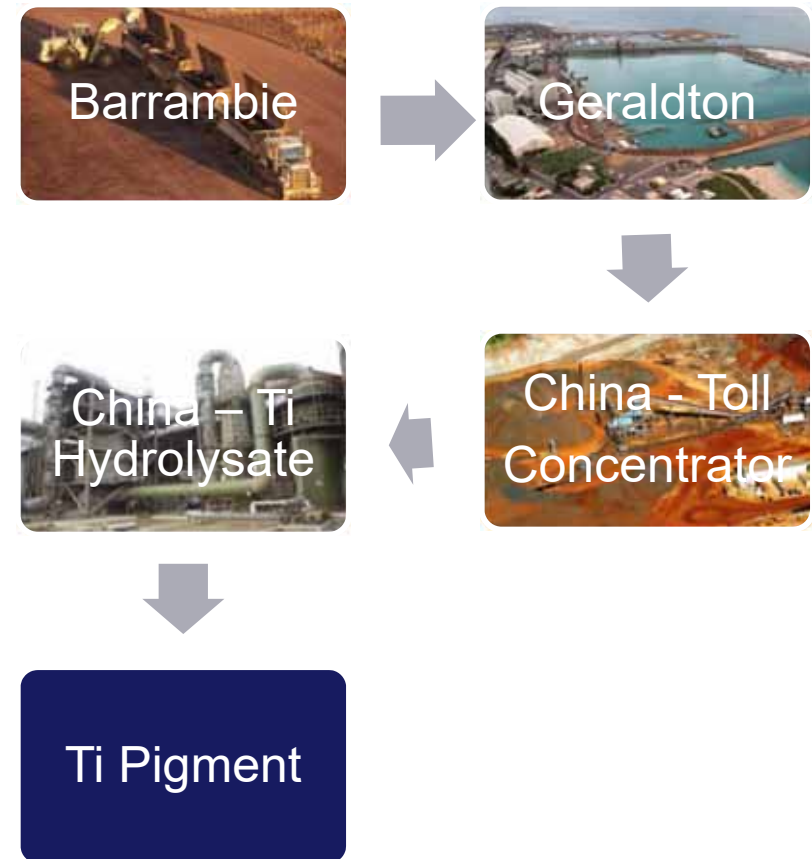 Barrambie
Geraldton
China - Toll
Concentrator
China – Ti
Hydrolysate
Ti Pigment